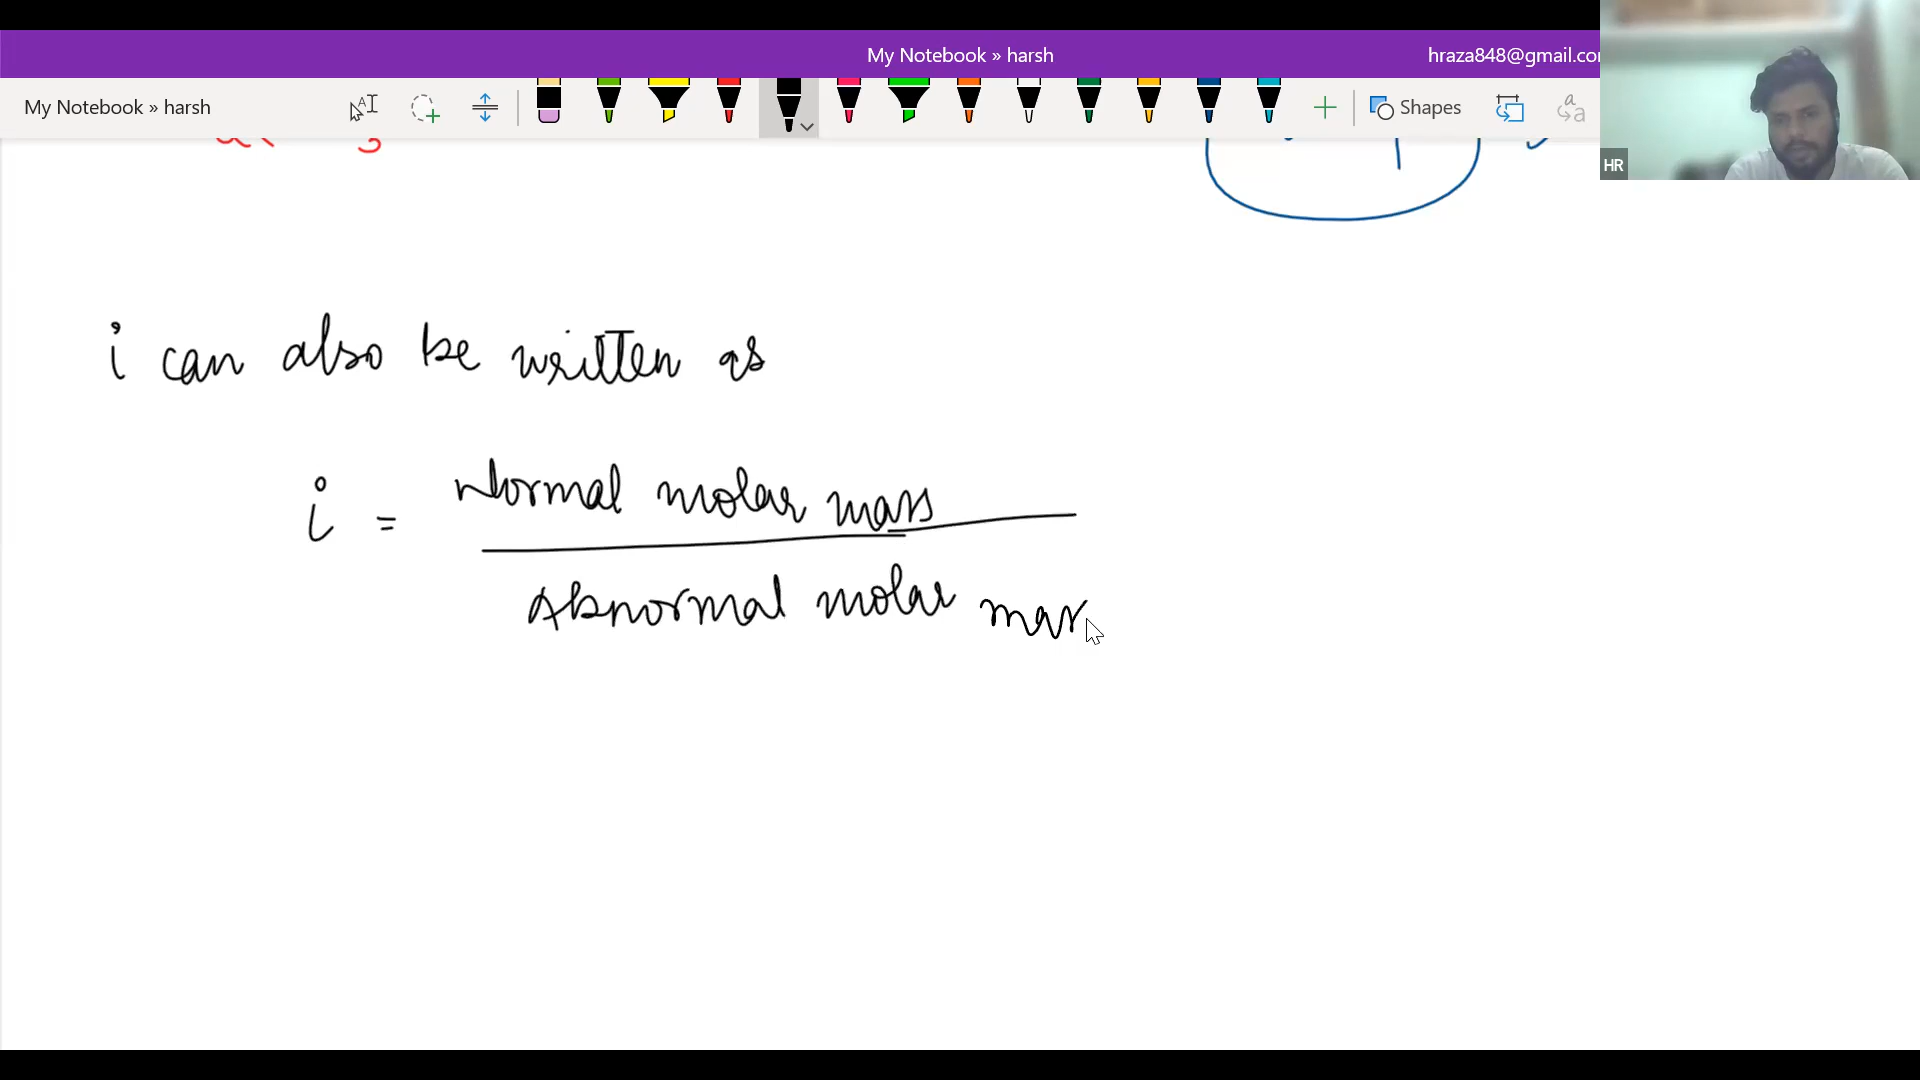 My Notebook » harsh
hraza848@gmail.co
My Notebook » harsh
Shapes
HR
i can also be written as
i = Normal molar mass
Abnormal molar mas